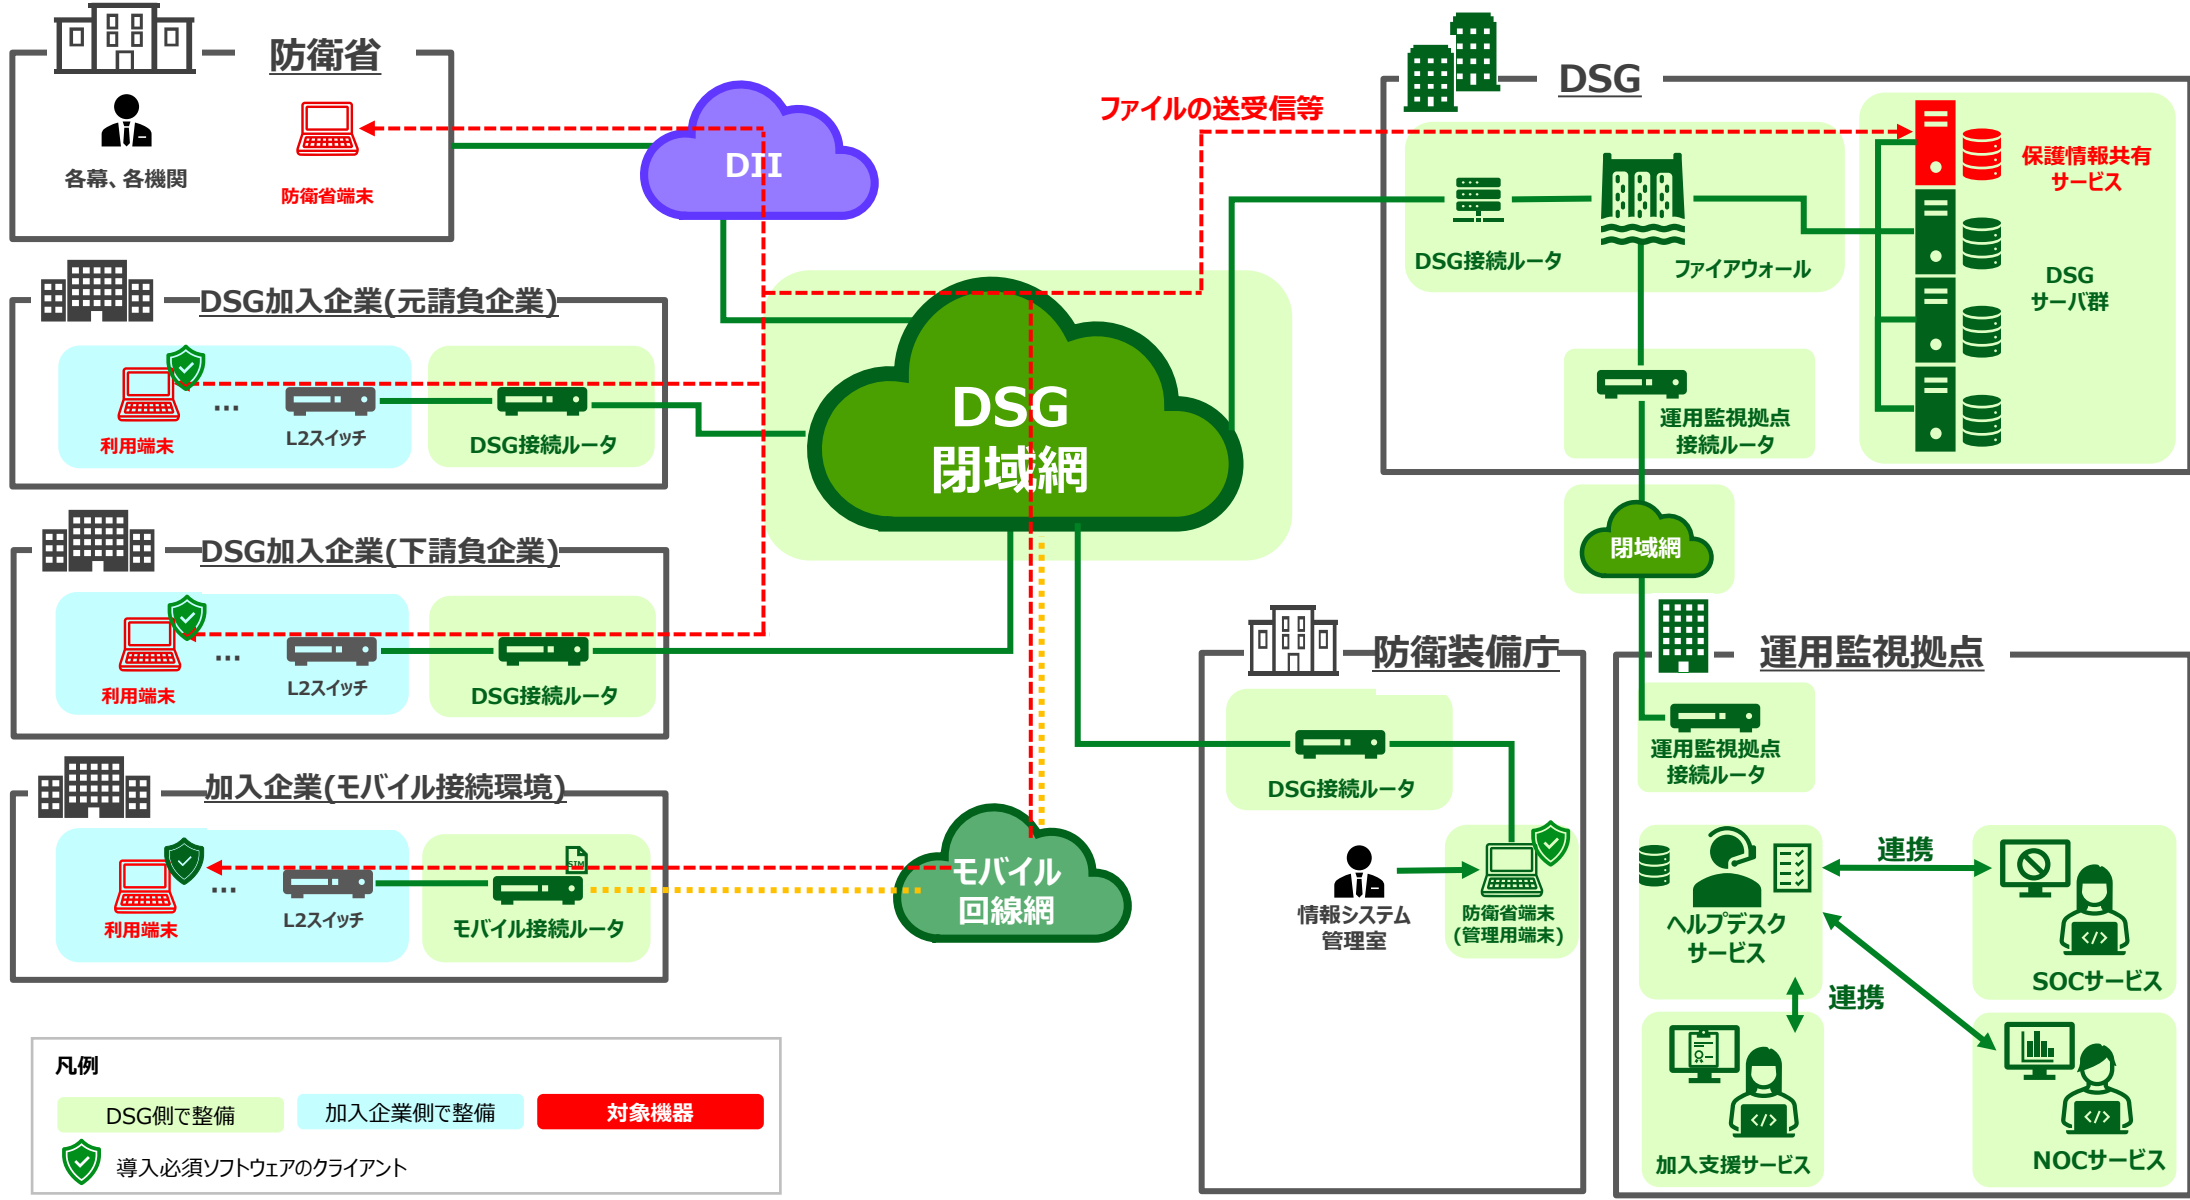 防衛省
各幕、各機関
防衛省端末
DII
ファイルの送受信等
DSG
DSG接続ルータ
ファイアウォール
保護情報共有
サービス
DSG
サーバ群
運用監視拠点
接続ルータ
閉域網
DSG加入企業(元請負企業)
利用端末
…
L2スイッチ
DSG接続ルータ
DSG
閉域網
DSG加入企業(下請負企業)
利用端末
…
L2スイッチ
DSG接続ルータ
加入企業(モバイル接続環境)
利用端末
…
L2スイッチ
SIM
モバイル接続ルータ
モバイル
回線網
防衛装備庁
DSG接続ルータ
情報システム
管理室
防衛省端末
(管理用端末)
運用監視拠点
運用監視拠点
接続ルータ
ヘルプデスク
サービス
連携
</>
SOCサービス
連携
</>
加入支援サービス
</>
NOCサービス
凡例
DSG側で整備
加入企業側で整備
対象機器
導入必須ソフトウェアのクライアント